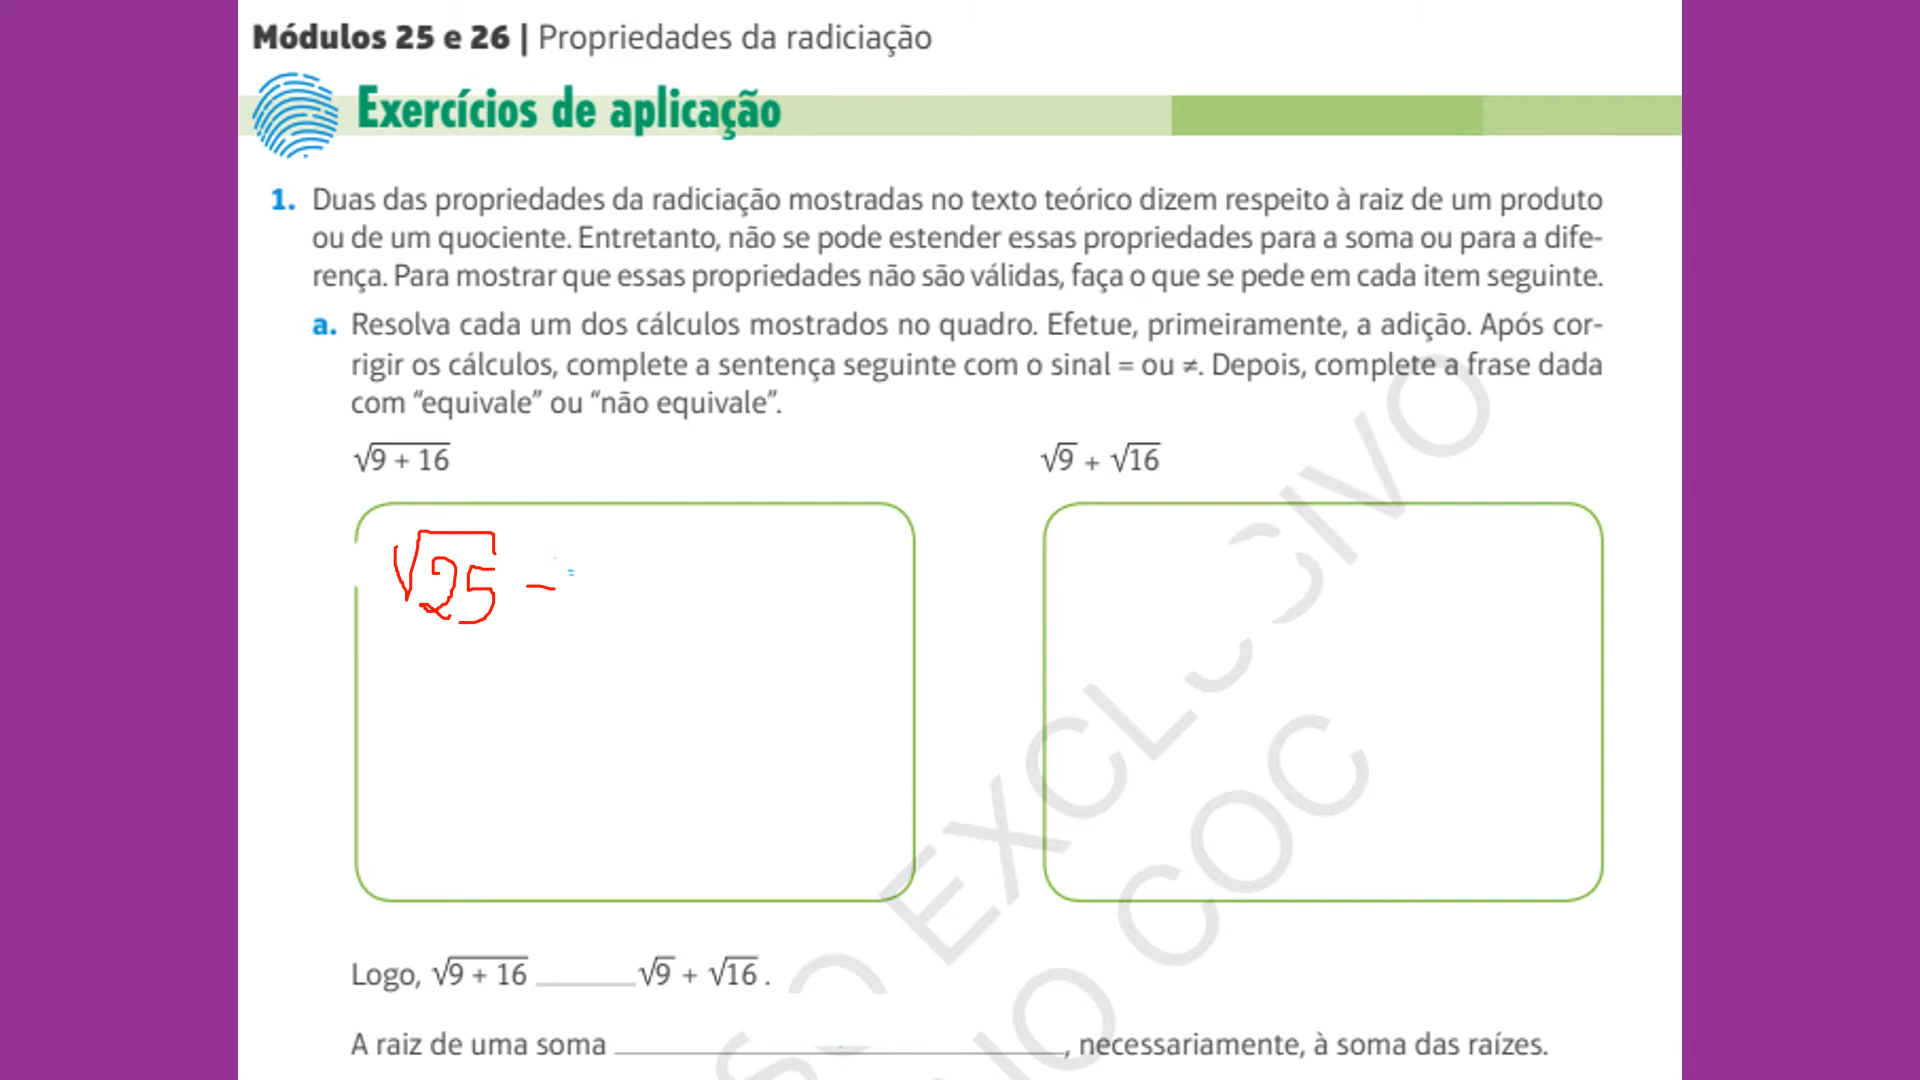 Módulos 25 e 26 | Propriedades da radiciação
Exercícios de aplicação
1. Duas das propriedades da radiciação mostradas no texto teórico dizem respeito à raiz de um produto
ou de um quociente. Entretanto, não se pode estender essas propriedades para a soma ou para a dife-
rença. Para mostrar que essas propriedades não são válidas, faça o que se pede em cada item seguinte.
a. Resolva cada um dos cálculos mostrados no quadro. Efetue, primeiramente, a adição. Após cor-
rigir os cálculos, complete a sentença seguinte com o sinal = ou ≠. Depois, complete a frase dada
com “equivale” ou “não equivale”.
√9 + 16
√9 + √16
√25 –
Logo, √9 + 16 ______ √9 + √16 .
A raiz de uma soma ______, necessariamente, à soma das raízes.
EXCLUSIVO
COC